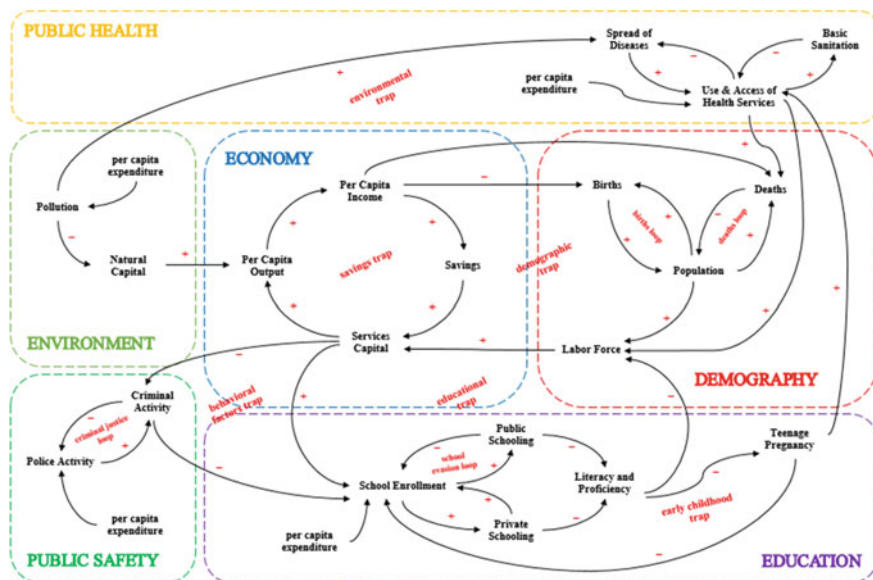 PUBLIC HEALTH
Spread of
Diseases
Basic
Sanitation
−
−
+
environmental
trap
per capita
expenditure
+
+
Use & Access of
Health Services
+
ECONOMY
per capita
expenditure
Per Capita
Income
−
Births
Deaths
Pollution
−
Natural
Capital
+
+
+
Per Capita
Output
savings trap
Savings
demographic
trap
births loop
+
+
−
deaths loop
+
Population
+
+
+
+
+
ENVIRONMENT
Services
Capital
+
Labor Force
−
DEMOGRAPHY
Criminal
Activity
behavioral
factors trap
+
educational
trap
−
−
criminal justice
loop
+
Police Activity
−
Public
Schooling
−
school
evasion loop
+
−
School Enrollment
+
Literacy and
Proficiency
−
Teenage
Pregnancy
early childhood
trap
per capita
expenditure
per capita
expenditure
+
Private
Schooling
−
−
PUBLIC SAFETY
EDUCATION